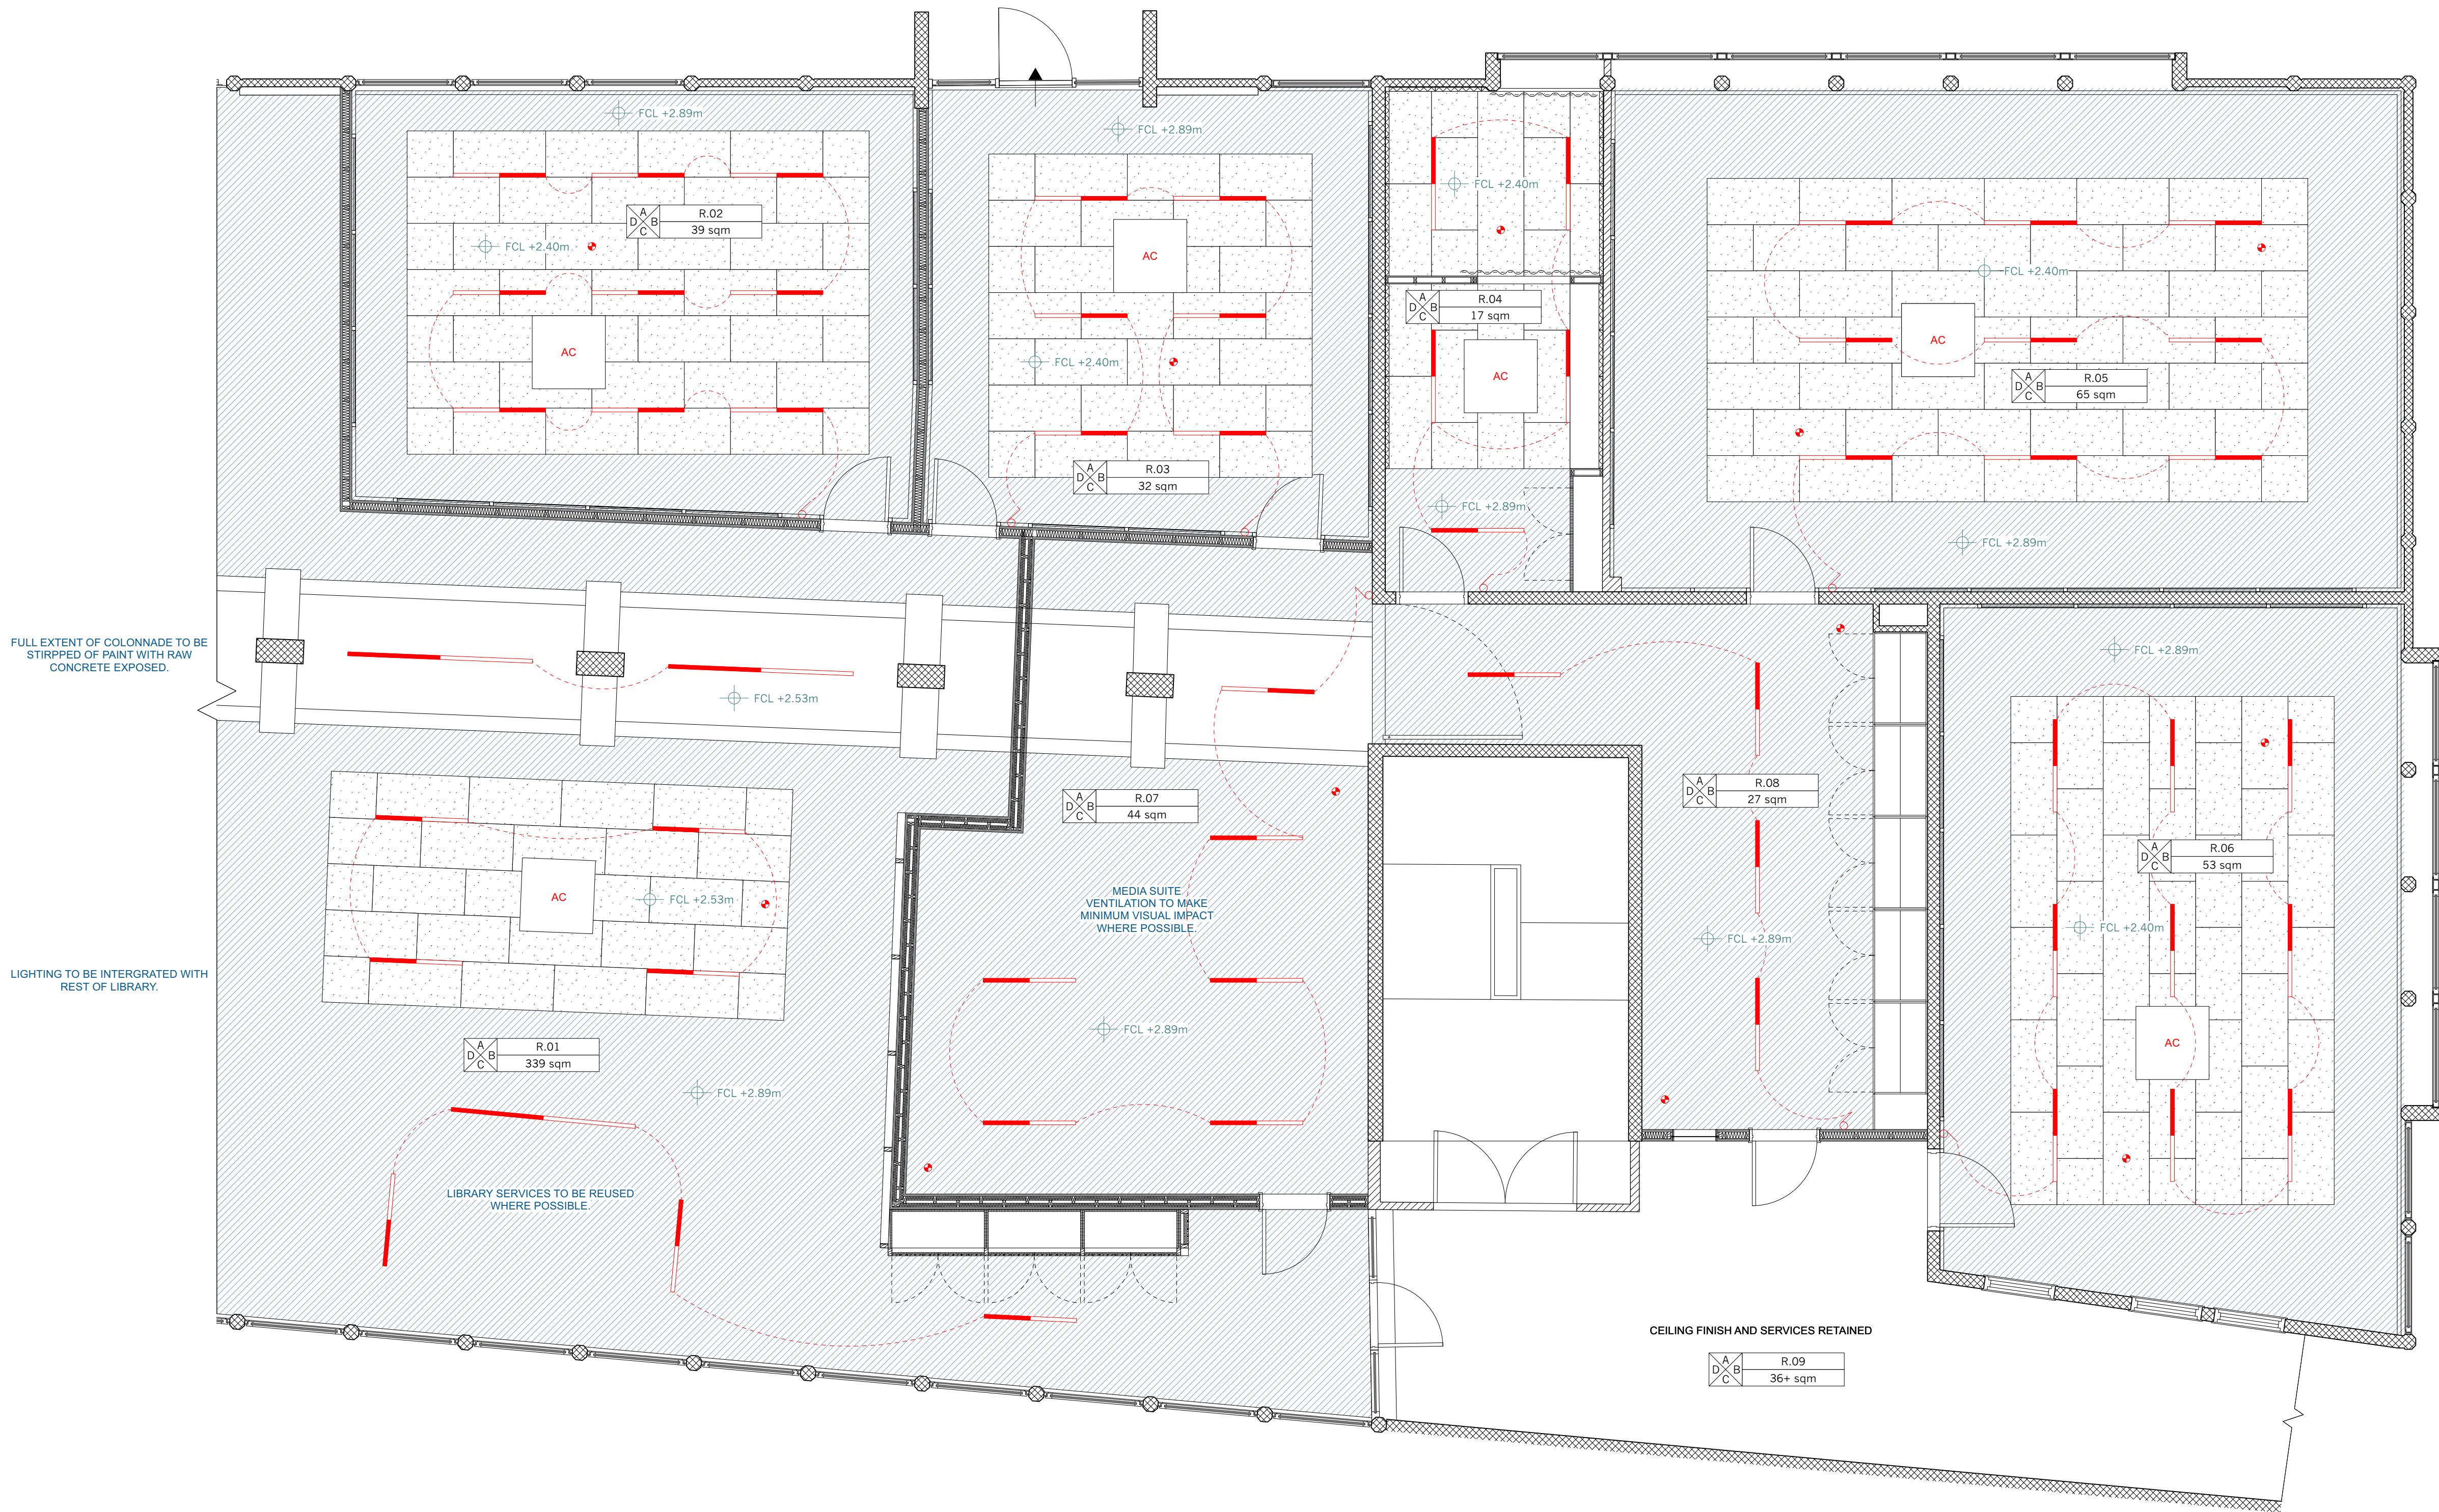 FCL +2.89m
A
D B
C
R.02
39 sqm
FCL +2.40m
AC
FCL +2.89m
AC
FCL +2.40m
A
D B
C
R.03
32 sqm
FCL +2.40m
A
D B
C
R.04
17 sqm
AC
FCL +2.89m
FCL +2.40m
AC
A
D B
C
R.05
65 sqm
FCL +2.89m
FULL EXTENT OF COLONNADE TO BE
STIRPPED OF PAINT WITH RAW
CONCRETE EXPOSED.
FCL +2.53m
LIGHTING TO BE INTERGRATED WITH
REST OF LIBRARY.
AC
FCL +2.53m
A
D B
C
R.01
339 sqm
FCL +2.89m
LIBRARY SERVICES TO BE REUSED
WHERE POSSIBLE.
A
D B
C
R.07
44 sqm
MEDIA SUITE
VENTILATION TO MAKE
MINIMUM VISUAL IMPACT
WHERE POSSIBLE.
FCL +2.89m
A
D B
C
R.08
27 sqm
FCL +2.89m
FCL +2.89m
A
D B
C
R.06
53 sqm
FCL +2.40m
AC
CEILING FINISH AND SERVICES RETAINED
A
D B
C
R.09
36+ sqm